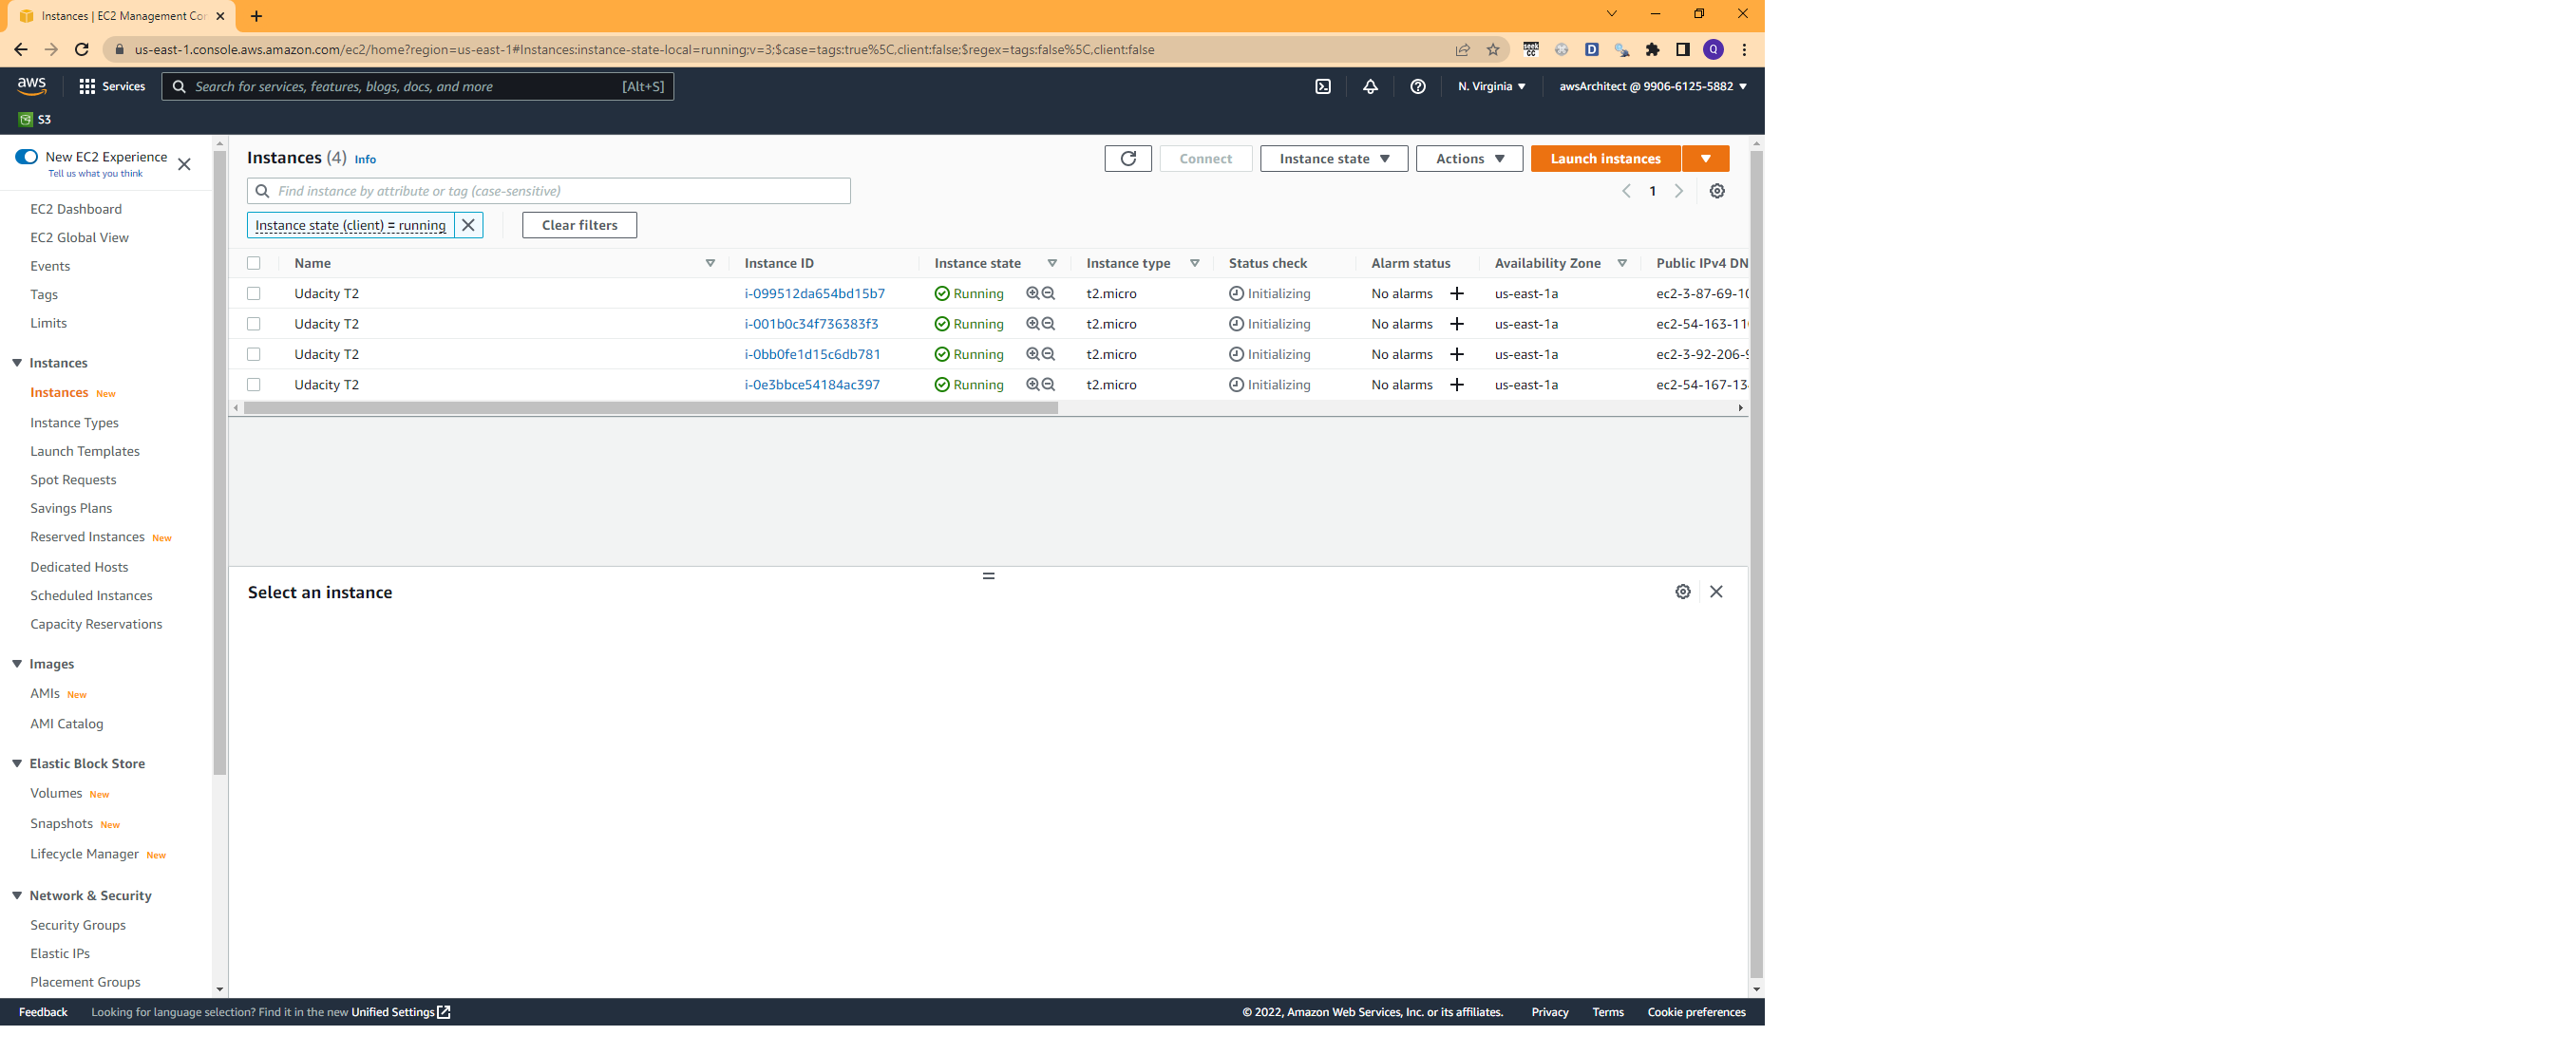 Instances | EC2 Management Cor
us-east-1.console.aws.amazon.com/ec2/home?region=us-east-1#Instances:instance-state-local=running;v=3;$case=tags:true%5C,client:false;$regex=tags:false%5C,client:false
aws
Services
Search for services, features, blogs, docs, and more
[Alt+S]
N. Virginia
awsArchitect @ 9906-6125-5882
S3
New EC2 Experience
Tell us what you think
EC2 Dashboard
EC2 Global View
Events
Tags
Limits
Instances
Instances New
Instance Types
Launch Templates
Spot Requests
Savings Plans
Reserved Instances New
Dedicated Hosts
Scheduled Instances
Capacity Reservations
Images
AMIs New
AMI Catalog
Elastic Block Store
Volumes New
Snapshots New
Lifecycle Manager New
Network & Security
Security Groups
Elastic IPs
Placement Groups
Instances (4) Info
Connect
Instance state
Actions
Launch instances
Find instance by attribute or tag (case-sensitive)
1
Instance state (client) = running
Clear filters
Name Instance ID Instance state Instance type Status check Alarm status Availability Zone Public IPv4 DN
Udacity T2 i-099512da654bd15b7 Running t2.micro Initializing No alarms us-east-1a ec2-3-87-69-10
Udacity T2 i-001b0c34f736383f3 Running t2.micro Initializing No alarms us-east-1a ec2-54-163-11
Udacity T2 i-0bb0fe1d15c6db781 Running t2.micro Initializing No alarms us-east-1a ec2-3-92-206-9
Udacity T2 i-0e3bbce54184ac397 Running t2.micro Initializing No alarms us-east-1a ec2-54-167-13
Select an instance
Feedback
Looking for language selection? Find it in the new Unified Settings
© 2022, Amazon Web Services, Inc. or its affiliates.
Privacy
Terms
Cookie preferences